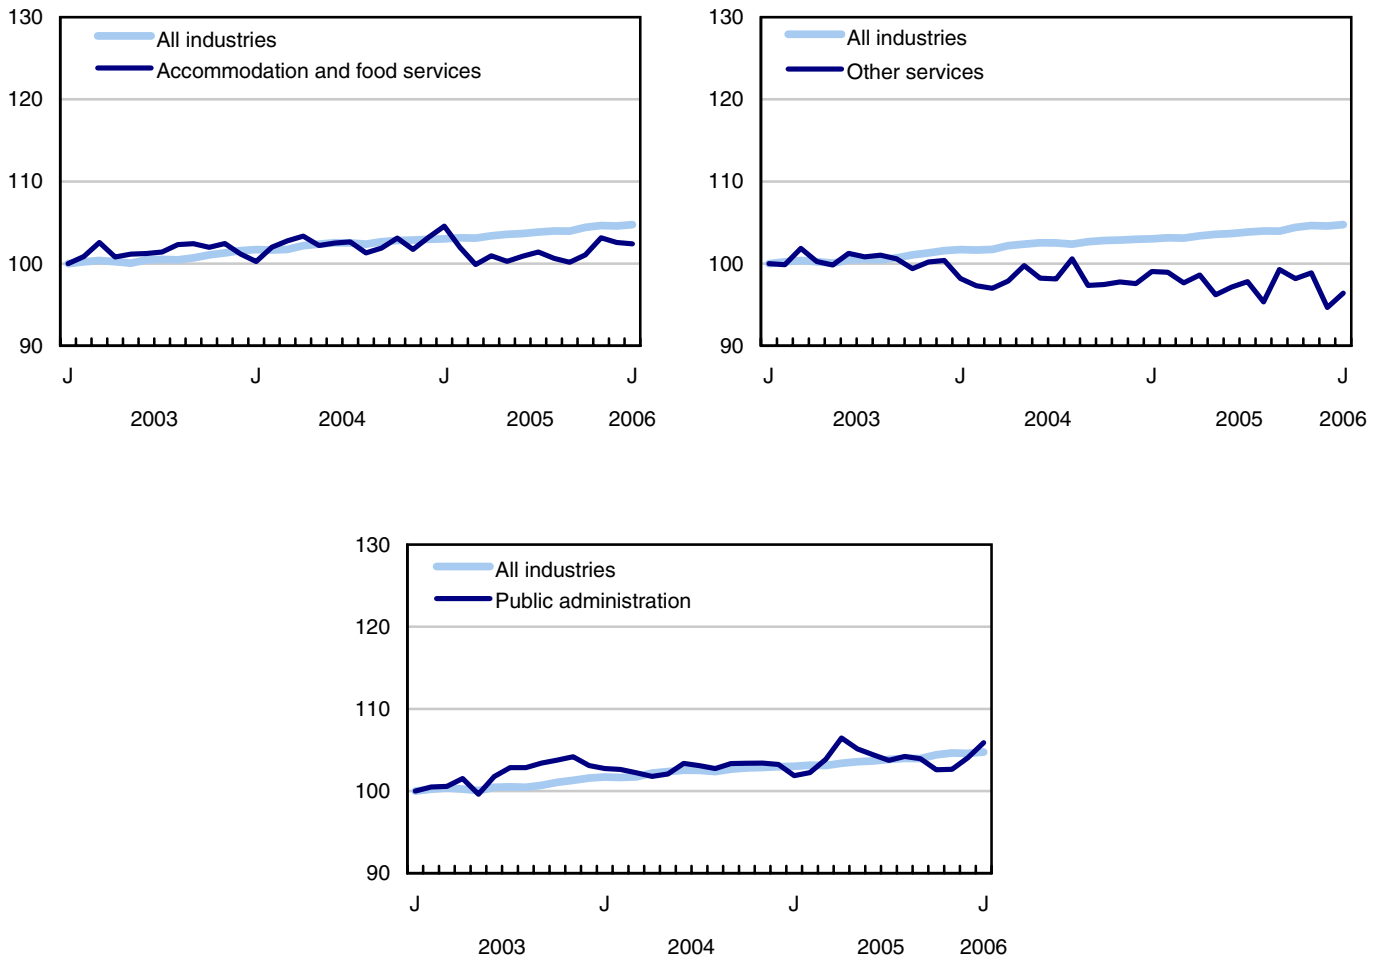 130
120
110
100
90
All industries
Accommodation and food services
J J J J
2003 2004 2005 2006
130
120
110
100
90
All industries
Other services
J J J J
2003 2004 2005 2006
130
120
110
100
90
All industries
Public administration
J J J J
2003 2004 2005 2006